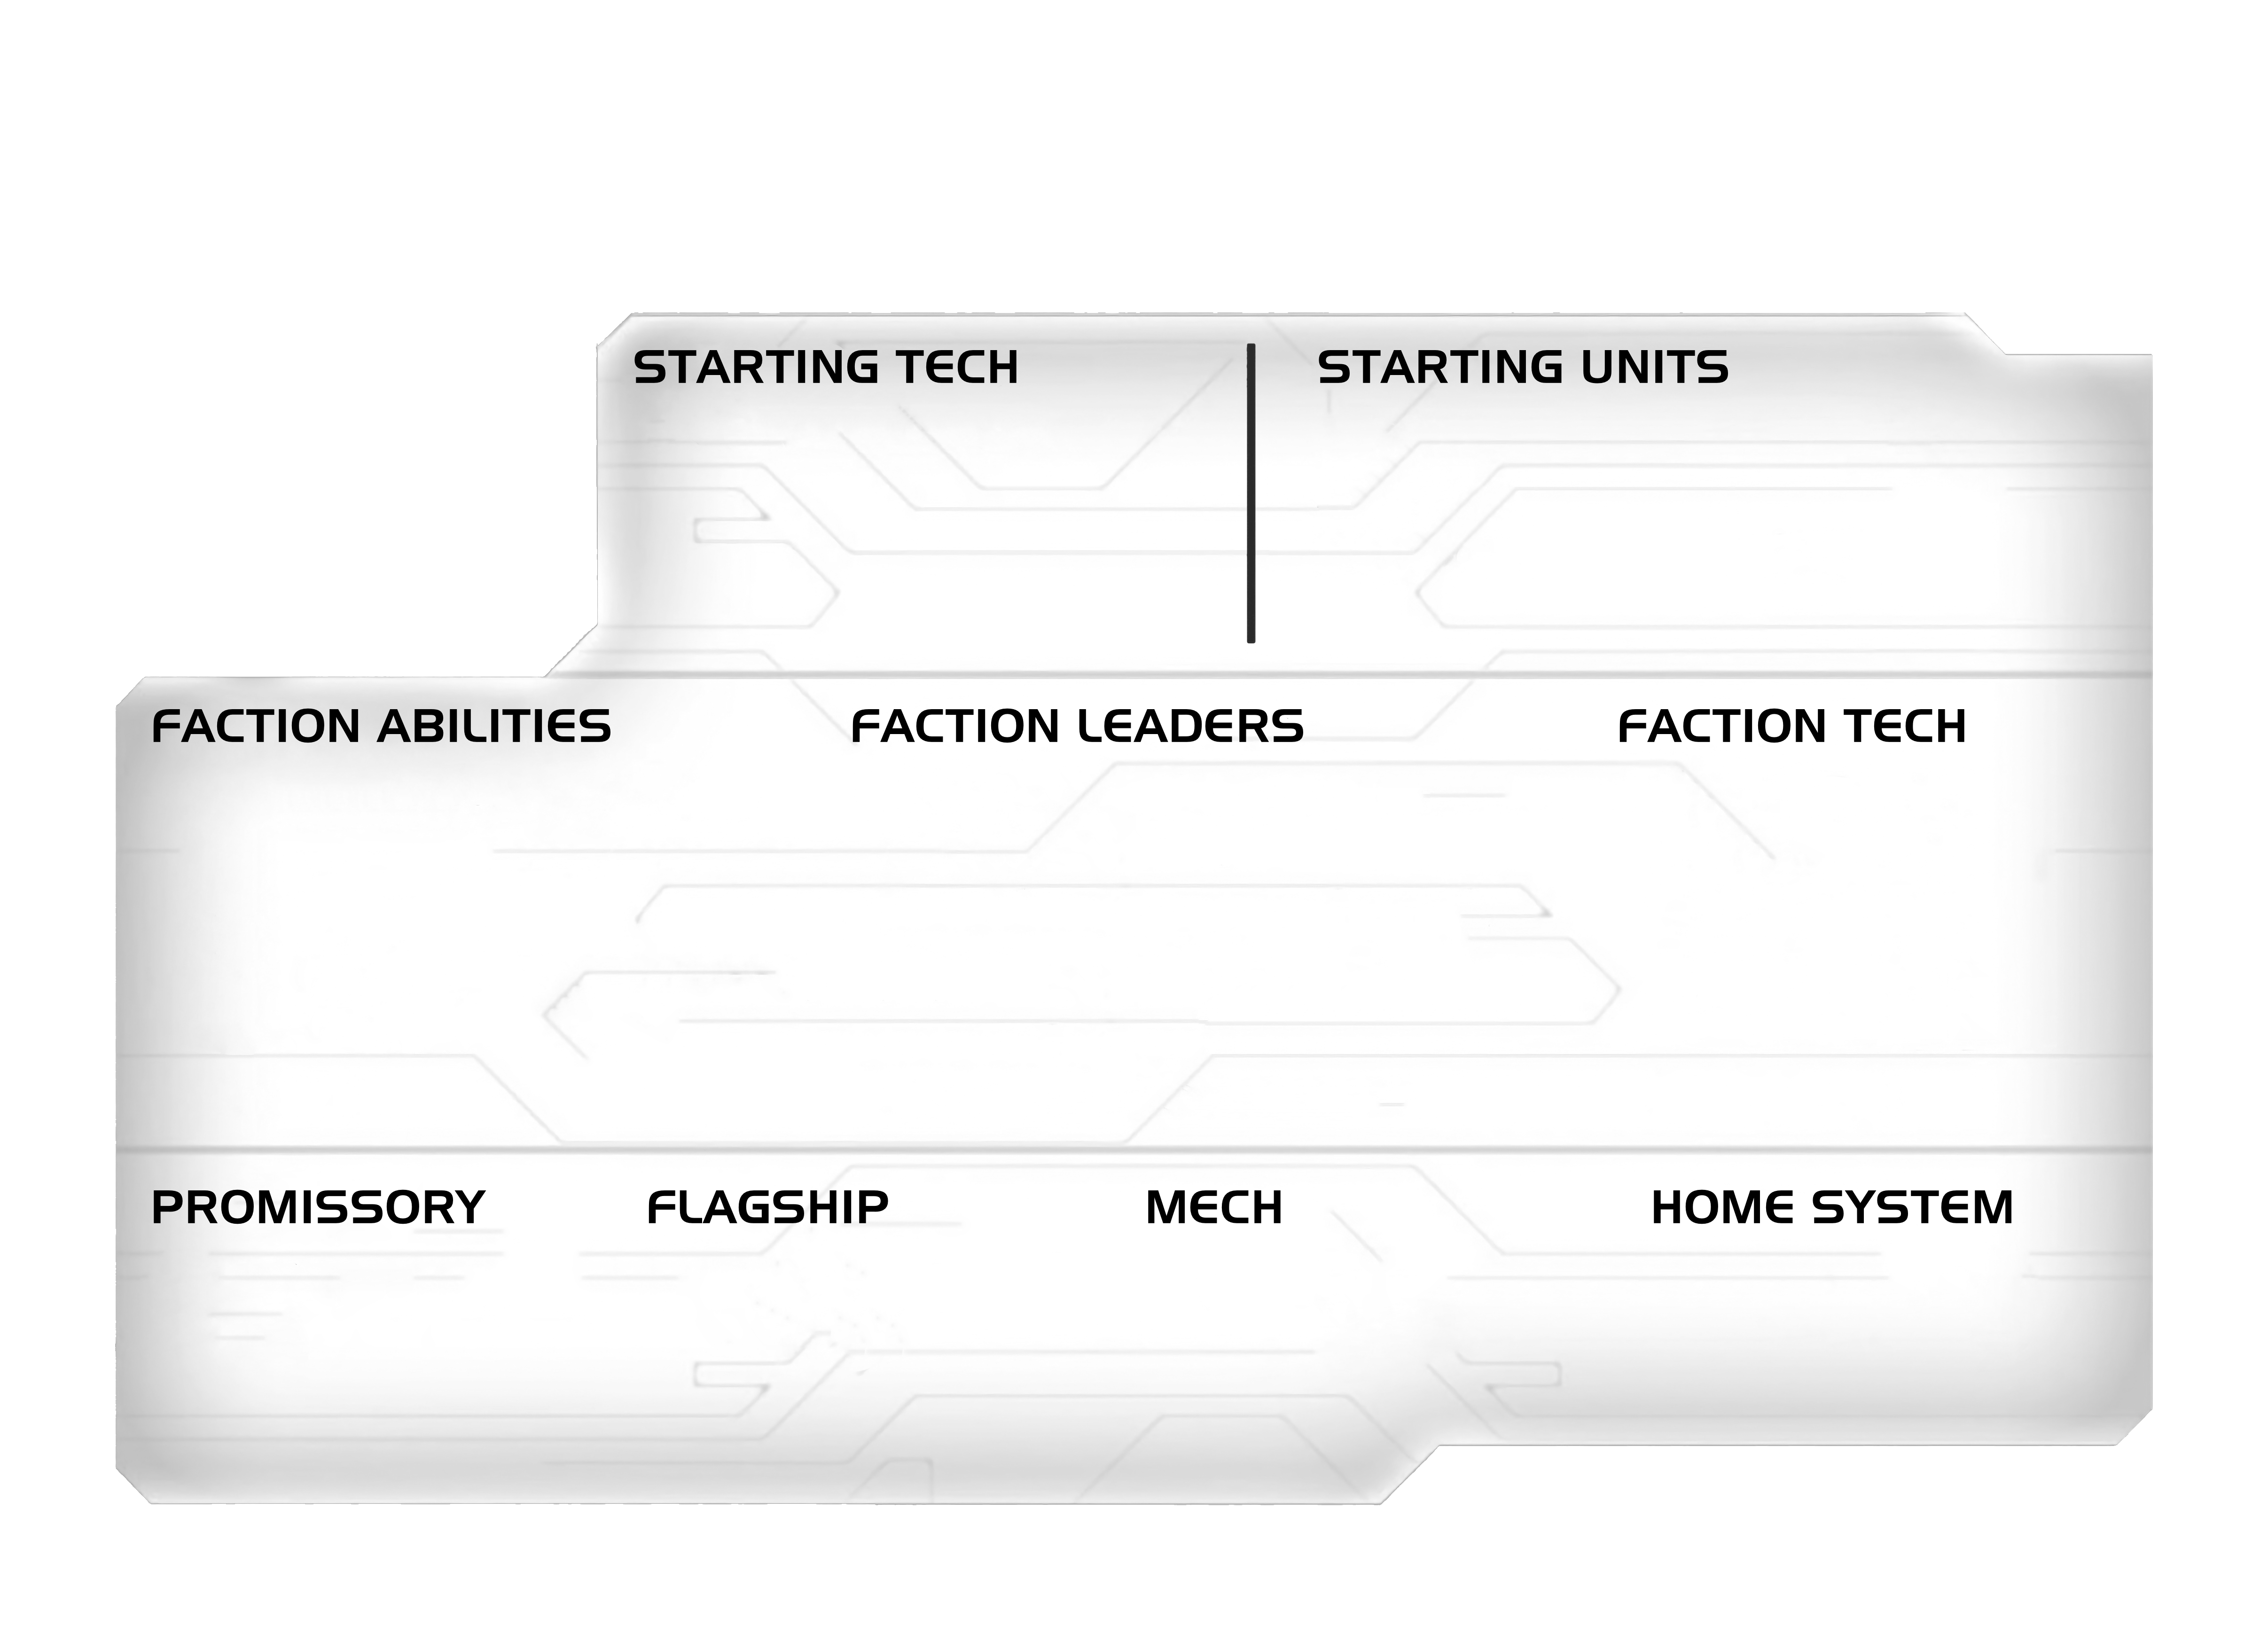 STARTING TECH
STARTING UNITS
FACTION ABILITIES
FACTION LEADERS
FACTION TECH
PROMISSORY
FLAGSHIP
MECH
HOME SYSTEM